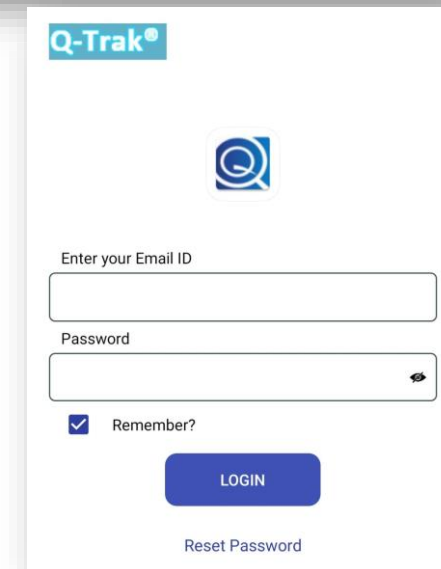 Q-Trak®
Enter your Email ID
Password
Remember?
LOGIN
Reset Password